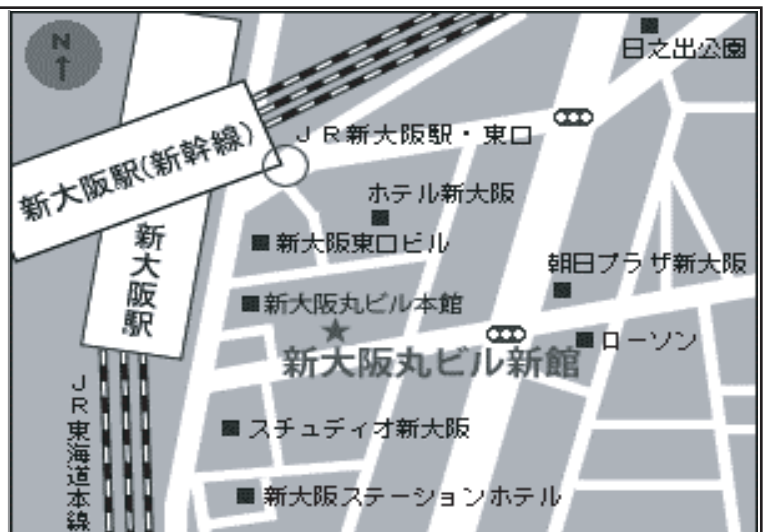 N
日之出公園
JR新大阪駅・東口
新大阪駅(新幹線)
ホテル新大阪
新大阪東口ビル
新大阪駅
朝日プラザ新大阪
新大阪丸ビル本館
ローソン
新大阪丸ビル新館
JR東海道本線
スチュディオ新大阪
新大阪ステーションホテル